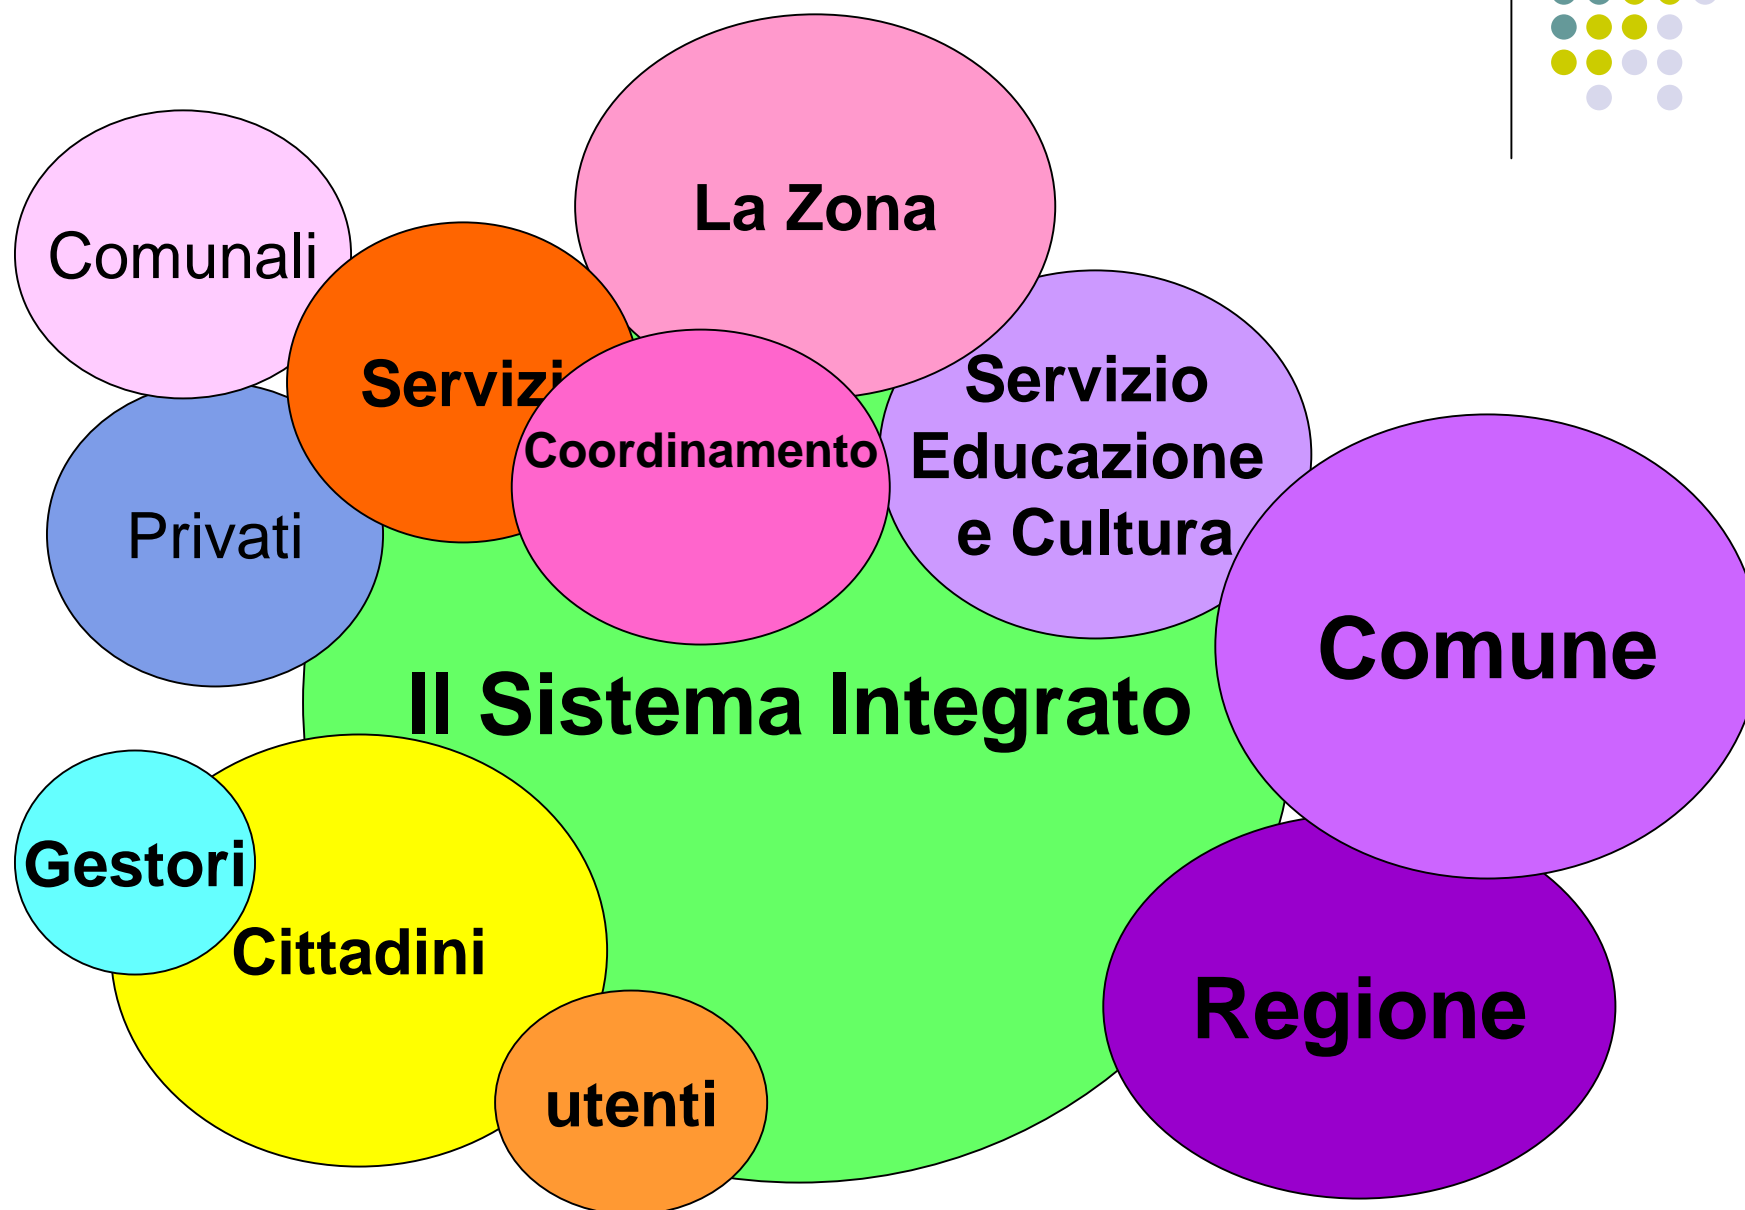 La Zona
Comunali
Servizi
Servizio
Educazione
e Cultura
Coordinamento
Privati
Comune
Il Sistema Integrato
Gestori
Cittadini
Regione
utenti